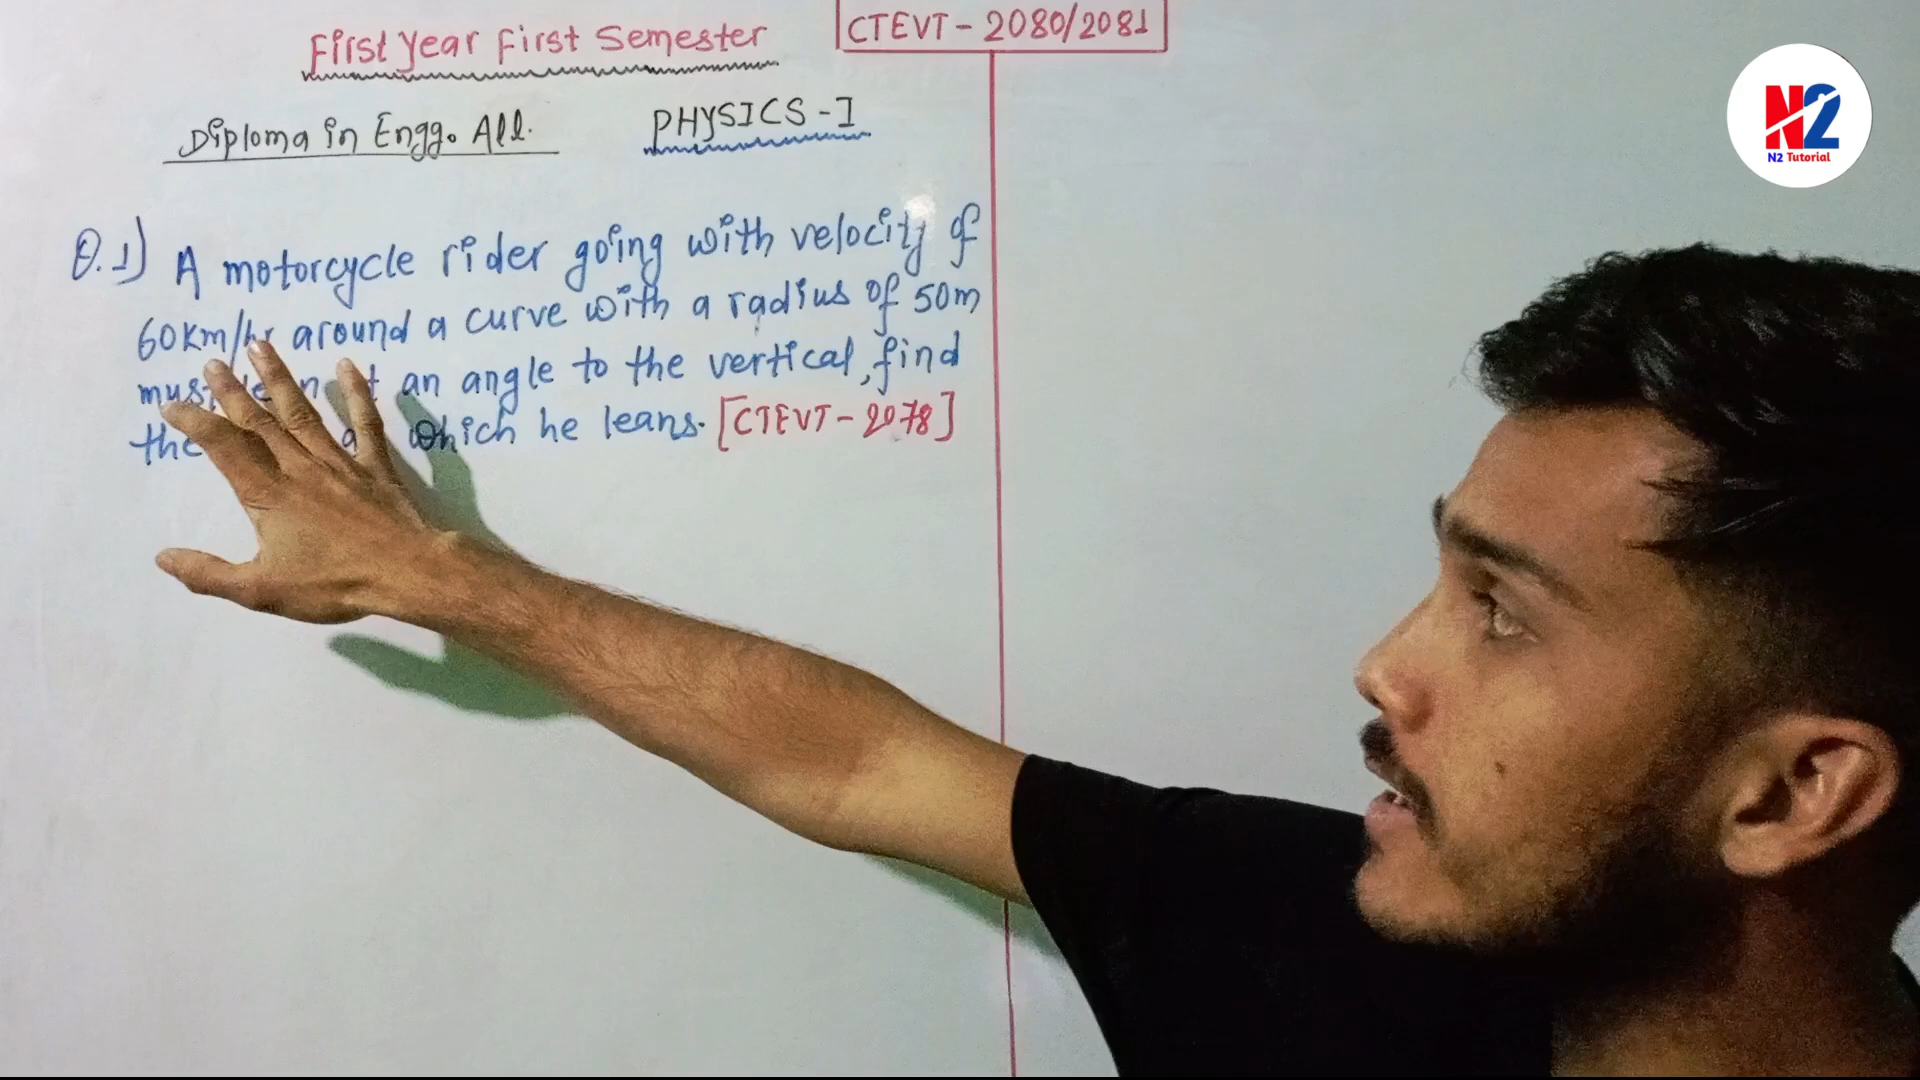 First Year First Semester
CTEVT - 2080/2081
Diploma in Engg. All.
PHYSICS - I
N2
N2 Tutorial
Q.1) A motorcycle rider going with velocity of
60km/hr around a curve with a radius of 50m
must an angle to the vertical, find
the which he leans. [CTEVT - 2078]